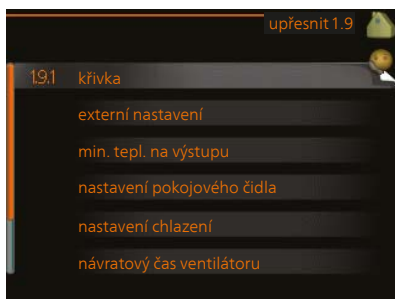 upřesnit 1.9
1.9.1 křivka
externí nastavení
min. tepl. na výstupu
nastavení pokojového čidla
nastavení chlazení
návratový čas ventilátoru